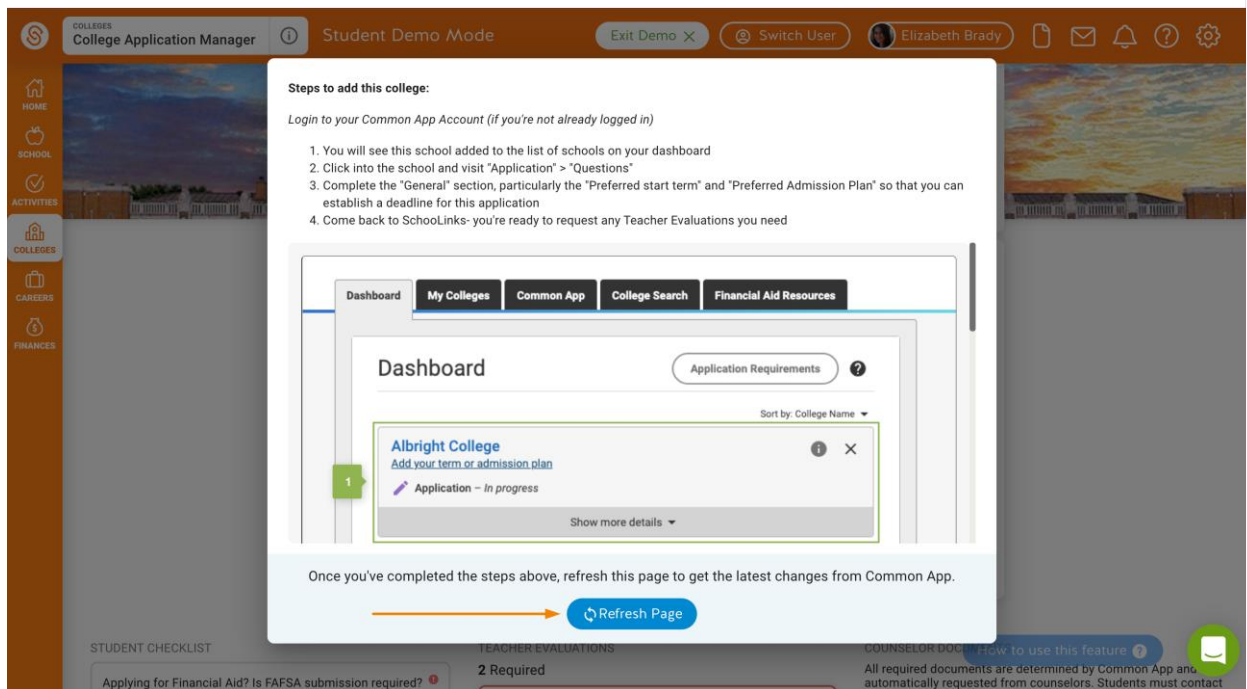 COLLEGES
College Application Manager
Student Demo Mode
Exit Demo ×
Switch User
Elizabeth Brady
HOME
SCHOOL
ACTIVITIES
COLLEGES
CAREERS
FINANCES
Steps to add this college:
Login to your Common App Account (if you're not already logged in)
1. You will see this school added to the list of schools on your dashboard
2. Click into the school and visit "Application" > "Questions"
3. Complete the "General" section, particularly the "Preferred start term" and "Preferred Admission Plan" so that you can
establish a deadline for this application
4. Come back to SchooLinks- you're ready to request any Teacher Evaluations you need
Dashboard
My Colleges
Common App
College Search
Financial Aid Resources
Dashboard
Application Requirements
Sort by: College Name
Albright College
Add your term or admission plan
1
Application – In progress
Show more details
Once you've completed the steps above, refresh this page to get the latest changes from Common App.
Refresh Page
STUDENT CHECKLIST
Applying for Financial Aid? Is FAFSA submission required?
TEACHER EVALUATIONS
2 Required
COUNSELOR DOC
How to use this feature
All required documents are determined by Common App and
automatically requested from counselors. Students must contact